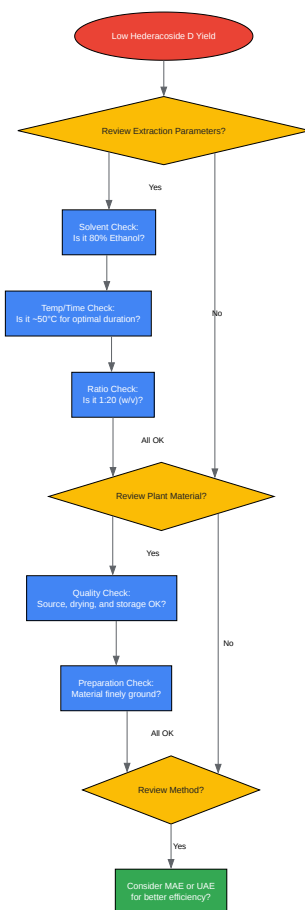 Low Hederacoside D Yield
Review Extraction Parameters?
Yes
Solvent Check:
Is it 80% Ethanol?
Temp/Time Check:
Is it ~50°C for optimal duration?
No
Ratio Check:
Is it 1:20 (w/v)?
All OK
Review Plant Material?
Yes
Quality Check:
Source, drying, and storage OK?
No
Preparation Check:
Material finely ground?
All OK
Review Method?
Yes
Consider MAE or UAE
for better efficiency?